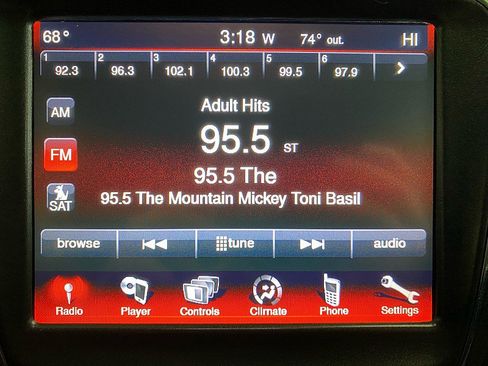 68° 3:18 W 74° out. HI
1 2 3 4 5 6
92.3 96.3 102.1 100.3 99.5 97.9
AM
Adult Hits
FM
95.5 ST
95.5 The
SAT
95.5 The Mountain Mickey Toni Basil
browse tune audio
Radio Player Controls Climate Phone Settings